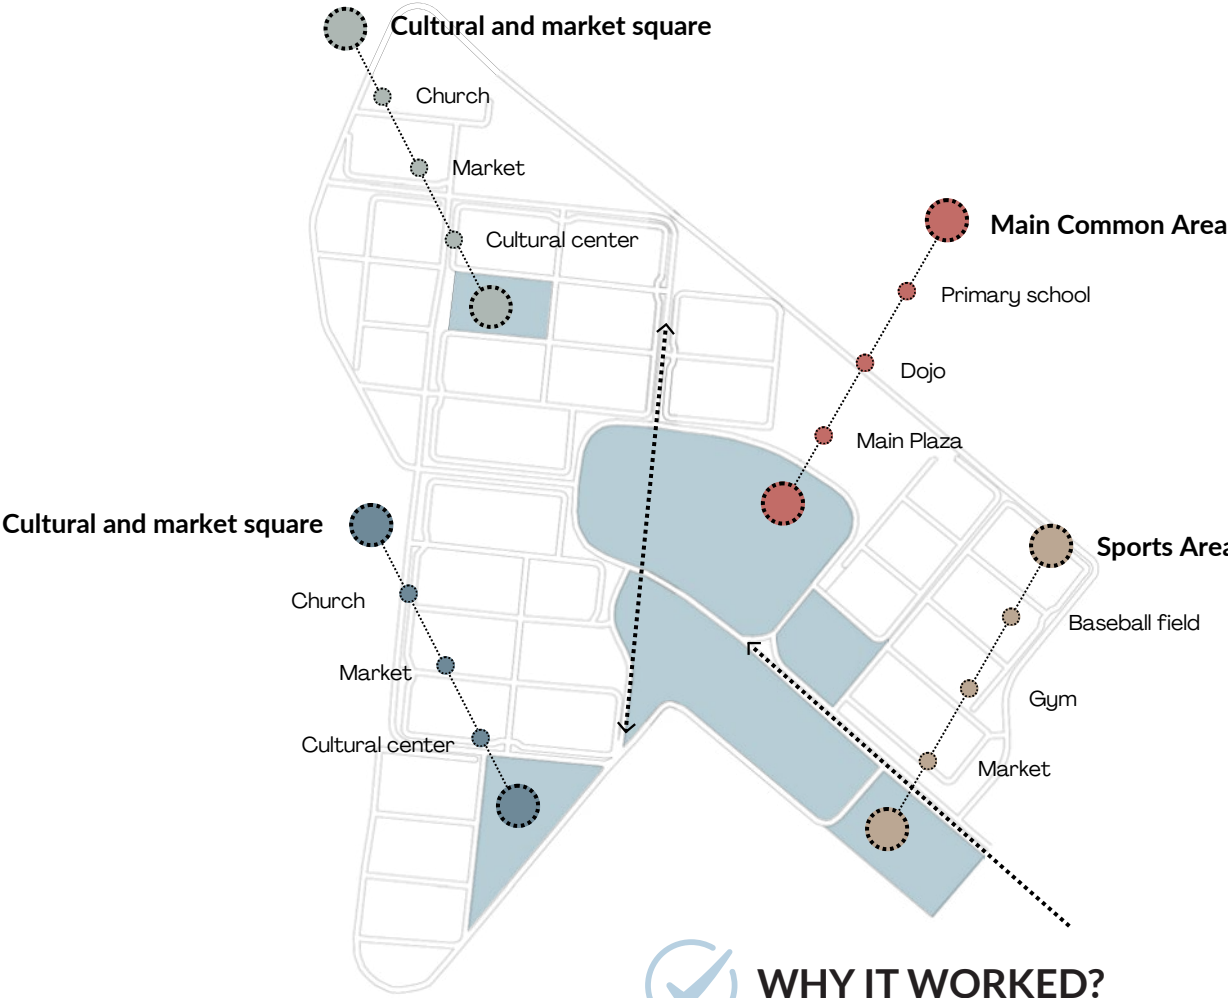 Cultural and market square
Church
Market
Cultural center
Main Common Area
Primary school
Dojo
Main Plaza
Cultural and market square
Church
Market
Cultural center
Sports Area
Baseball field
Gym
Market
WHY IT WORKED?